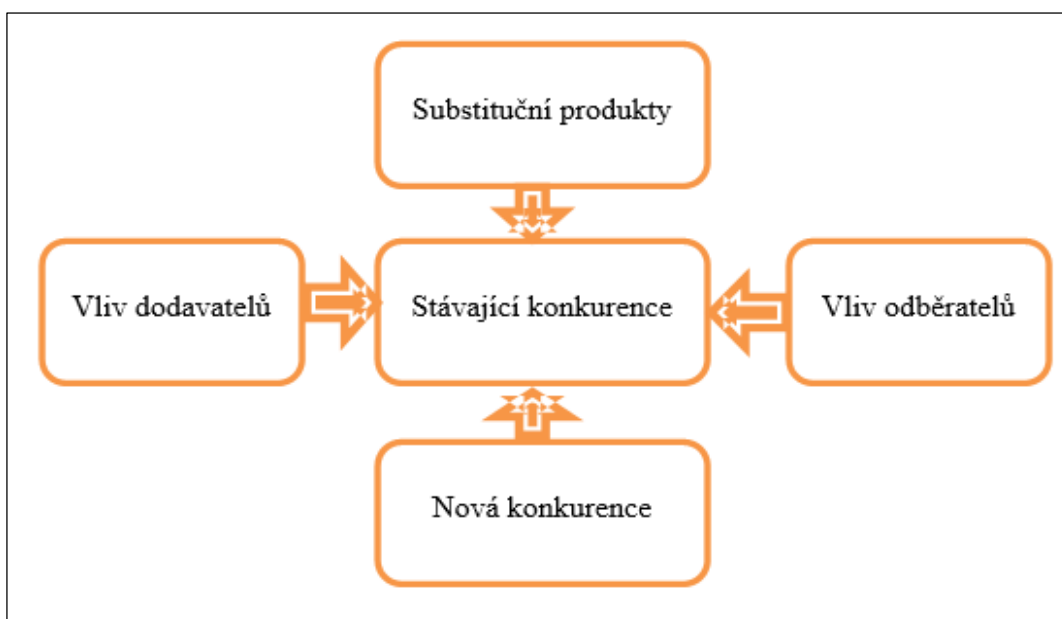 Substituční produkty
Vliv dodavatelů
Stávající konkurence
Vliv odběratelů
Nová konkurence